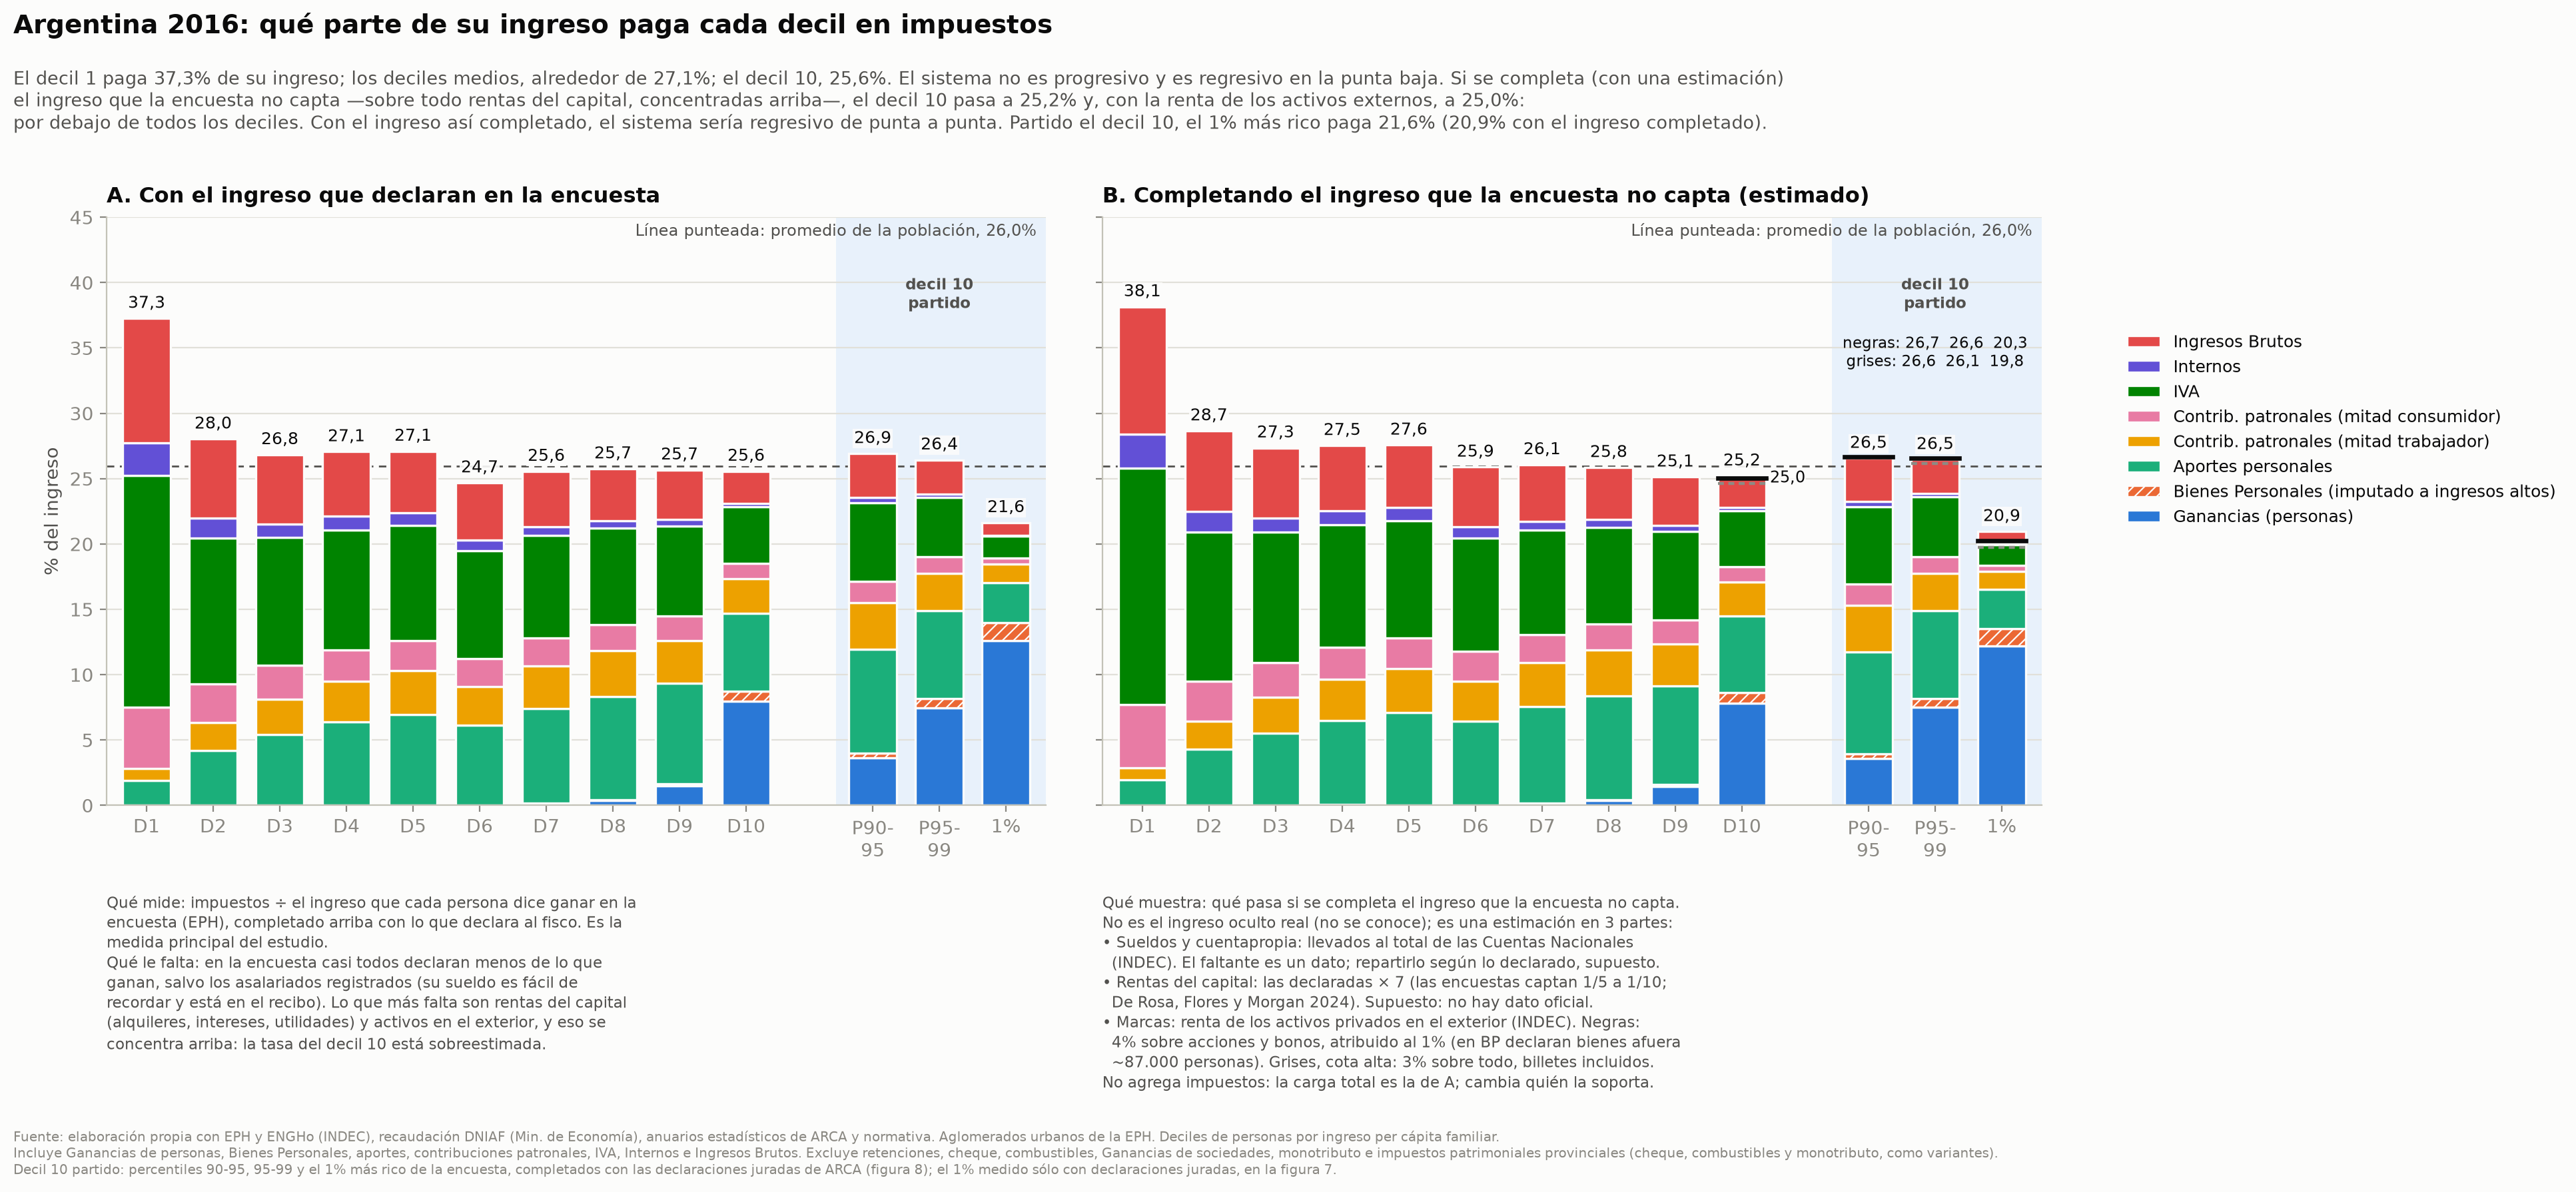 Argentina 2016: qué parte de su ingreso paga cada decil en impuestos
El decil 1 paga 37,3% de su ingreso; los deciles medios, alrededor de 27,1%; el decil 10, 25,6%. El sistema no es progresivo y es regresivo en la punta baja. Si se completa (con una estimación)
el ingreso que la encuesta no capta —sobre todo rentas del capital, concentradas arriba—, el decil 10 pasa a 25,2% y, con la renta de los activos externos, a 25,0%:
por debajo de todos los deciles. Con el ingreso así completado, el sistema sería regresivo de punta a punta. Partido el decil 10, el 1% más rico paga 21,6% (20,9% con el ingreso completado).
A. Con el ingreso que declaran en la encuesta
Línea punteada: promedio de la población, 26,0%
decil 10
partido
% del ingreso
45
40
35
30
25
20
15
10
5
0
37,3
28,0
26,8
27,1
27,1
24,7
25,6
25,7
25,7
25,6
26,9
26,4
21,6
D1
D2
D3
D4
D5
D6
D7
D8
D9
D10
P90-
95
P95-
99
1%
Qué mide: impuestos ÷ el ingreso que cada persona dice ganar en la
encuesta (EPH), completado arriba con lo que declara al fisco. Es la
medida principal del estudio.
Qué le falta: en la encuesta casi todos declaran menos de lo que
ganan, salvo los asalariados registrados (su sueldo es fácil de
recordar y está en el recibo). Lo que más falta son rentas del capital
(alquileres, intereses, utilidades) y activos en el exterior, y eso se
concentra arriba: la tasa del decil 10 está sobreestimada.
B. Completando el ingreso que la encuesta no capta (estimado)
Línea punteada: promedio de la población, 26,0%
decil 10
partido
negras: 26,7 26,6 20,3
grises: 26,6 26,1 19,8
38,1
28,7
27,3
27,5
27,6
25,9
26,1
25,8
25,1
25,2
25,0
26,5
26,5
20,9
D1
D2
D3
D4
D5
D6
D7
D8
D9
D10
P90-
95
P95-
99
1%
Qué muestra: qué pasa si se completa el ingreso que la encuesta no capta.
No es el ingreso oculto real (no se conoce); es una estimación en 3 partes:
• Sueldos y cuentapropia: llevados al total de las Cuentas Nacionales
(INDEC). El faltante es un dato; repartirlo según lo declarado, supuesto.
• Rentas del capital: las declaradas × 7 (las encuestas captan 1/5 a 1/10;
De Rosa, Flores y Morgan 2024). Supuesto: no hay dato oficial.
• Marcas: renta de los activos privados en el exterior (INDEC). Negras:
4% sobre acciones y bonos, atribuido al 1% (en BP declaran bienes afuera
~87.000 personas). Grises, cota alta: 3% sobre todo, billetes incluidos.
No agrega impuestos: la carga total es la de A; cambia quién la soporta.
Ingresos Brutos
Internos
IVA
Contrib. patronales (mitad consumidor)
Contrib. patronales (mitad trabajador)
Aportes personales
Bienes Personales (imputado a ingresos altos)
Ganancias (personas)
Fuente: elaboración propia con EPH y ENGHo (INDEC), recaudación DNIAF (Min. de Economía), anuarios estadísticos de ARCA y normativa. Aglomerados urbanos de la EPH. Deciles de personas por ingreso per cápita familiar.
Incluye Ganancias de personas, Bienes Personales, aportes, contribuciones patronales, IVA, Internos e Ingresos Brutos. Excluye retenciones, cheque, combustibles, Ganancias de sociedades, monotributo e impuestos patrimoniales provinciales (cheque, combustibles y monotributo, como variantes).
Decil 10 partido: percentiles 90-95, 95-99 y el 1% más rico de la encuesta, completados con las declaraciones juradas de ARCA (figura 8); el 1% medido sólo con declaraciones juradas, en la figura 7.